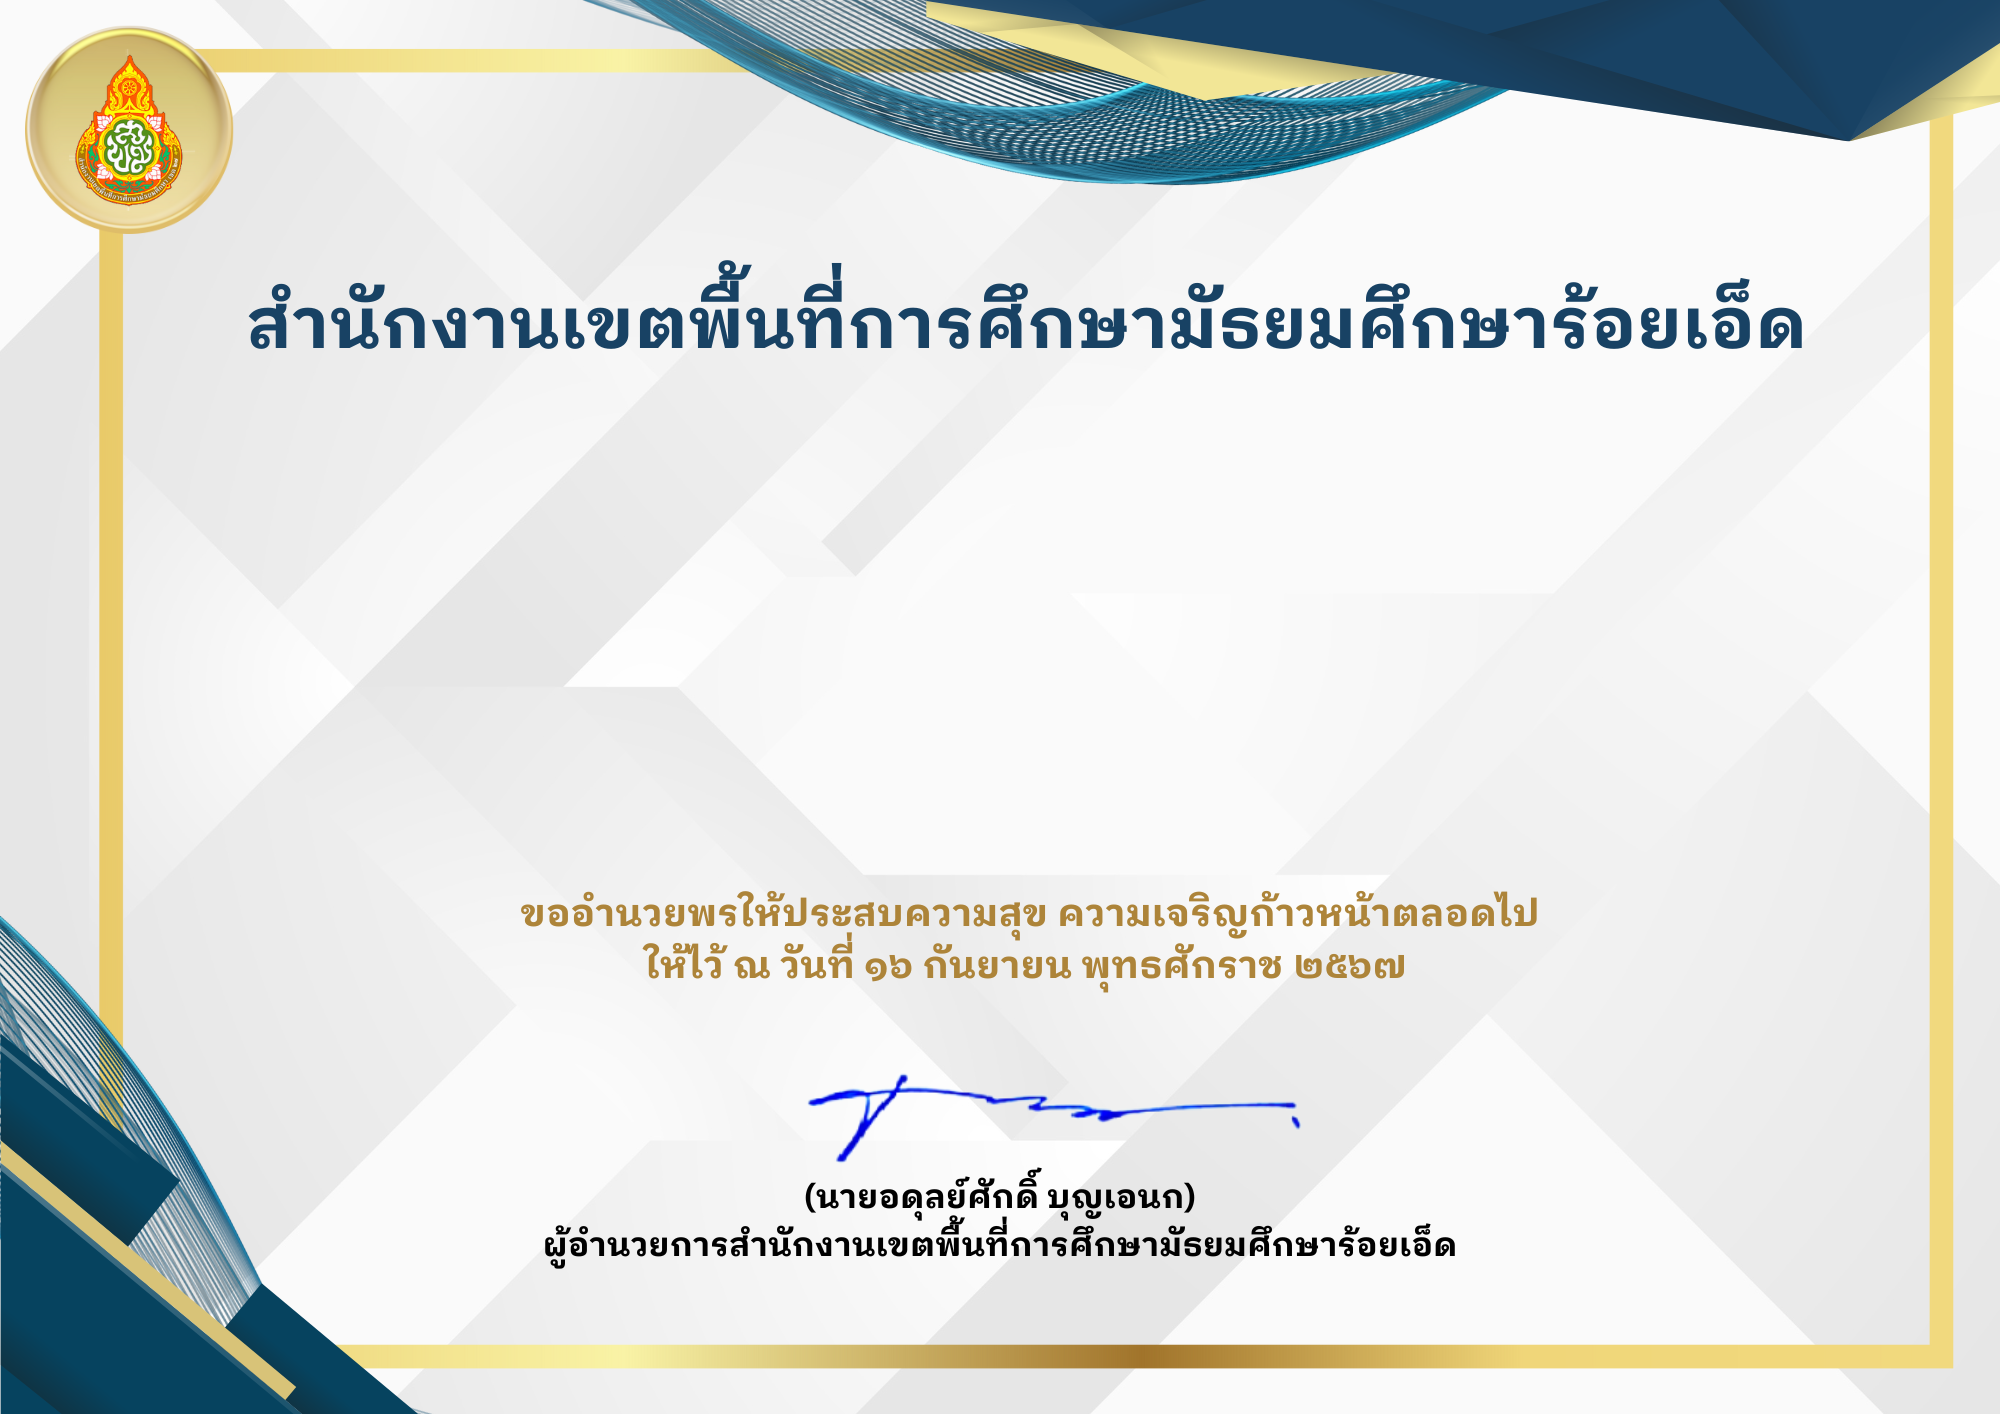 สำนักงานเขตพื้นที่การศึกษามัธยมศึกษาร้อยเอ็ด
ขออำนวยพรให้ประสบความสุข ความเจริญก้าวหน้าตลอดไป
ให้ไว้ ณ วันที่ ๑๖ กันยายน พุทธศักราช ๒๕๖๗
(นายอดุลย์ศักดิ์ บุญเอนก)
ผู้อำนวยการสำนักงานเขตพื้นที่การศึกษามัธยมศึกษาร้อยเอ็ด